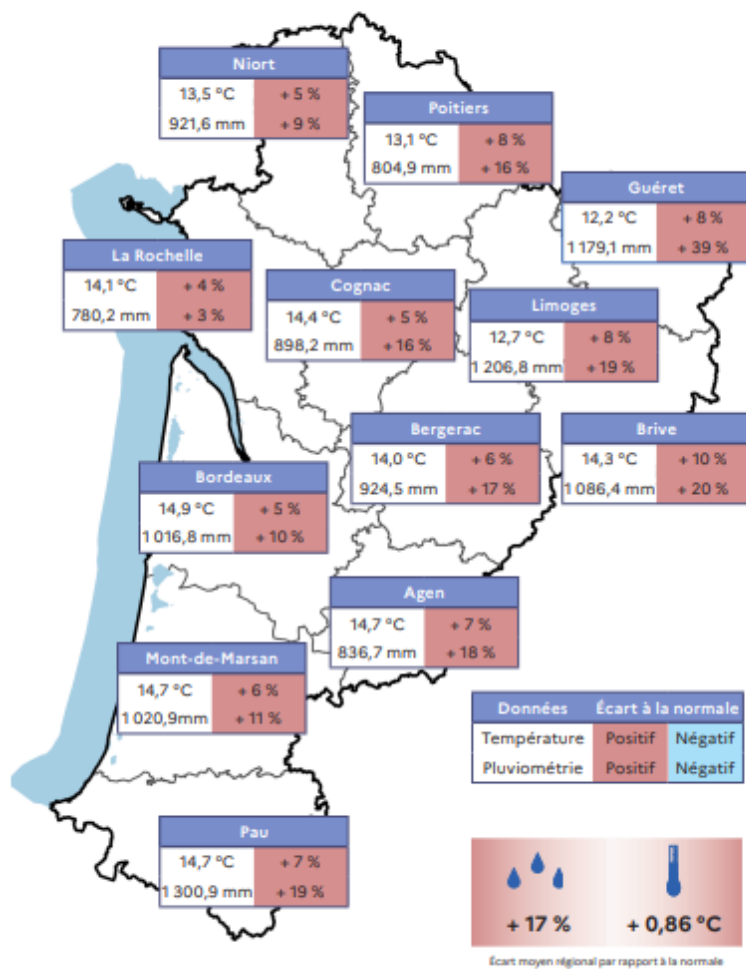 Niort
13,5 °C + 5 %
921,6 mm + 9 %
Poitiers
13,1 °C + 8 %
804,9 mm + 16 %
Guéret
12,2 °C + 8 %
1 179,1 mm + 39 %
La Rochelle
14,1 °C + 4 %
780,2 mm + 3 %
Cognac
14,4 °C + 5 %
898,2 mm + 16 %
Limoges
12,7 °C + 8 %
1 206,8 mm + 19 %
Bergerac
14,0 °C + 6 %
924,5 mm + 17 %
Brive
14,3 °C + 10 %
1 086,4 mm + 20 %
Bordeaux
14,9 °C + 5 %
1 016,8 mm + 10 %
Agen
14,7 °C + 7 %
836,7 mm + 18 %
Mont-de-Marsan
14,7 °C + 6 %
1 020,9mm + 11 %
Données Écart à la normale
Température Positif Négatif
Pluviométrie Positif Négatif
Pau
14,7 °C + 7 %
1 300,9 mm + 19 %
+ 17 % + 0,86 °C
Écart moyen régional par rapport à la normale